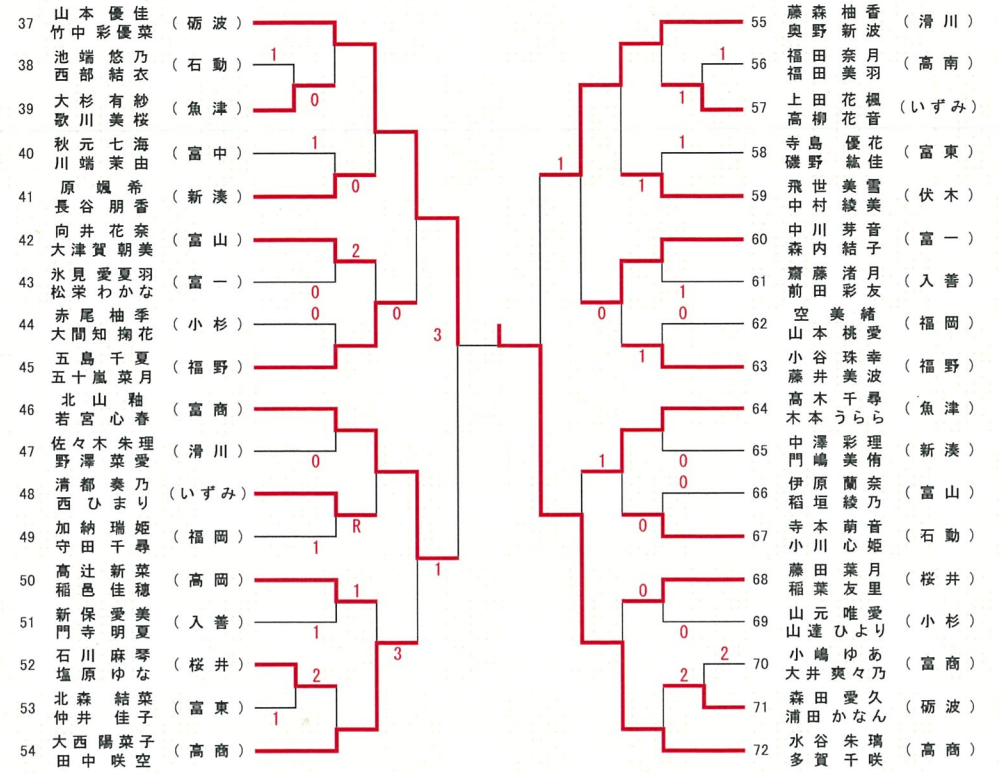 37 山本 優佳 （砺波）
竹中 彩優菜
38 池端 悠乃 （石動） 1
西部 結衣
39 大杉 有紗 （魚津） 0
歌川 美桜
40 秋元 七海 （富中） 1
川端 茉由
41 原 颯希 （新湊） 0
長谷 朋香
42 向井 花奈 （富山） 2
大津賀 朝美
43 氷見 愛夏羽 （富一） 0
松栄 わかな
44 赤尾 柚季 （小杉） 0 0
大間知 掬花
3
45 五島 千夏 （福野）
五十嵐 菜月
46 北山 釉 （富商）
若宮 心春
47 佐々木 朱理 （滑川） 0
野澤 菜愛
48 清都 奏乃 （いずみ）
西 ひまり
R
49 加納 瑞姫 （福岡） 1
守田 千尋
1
50 髙辻 新菜 （高岡） 1
稲邑 佳穂
51 新保 愛美 （入善） 1
門寺 明夏
52 石川 麻琴 （桜井） 2 3
塩原 ゆな
53 北森 結菜 （富東） 1
仲井 佳子
54 大西 陽菜子 （高商）
田中 咲空
55 藤森 柚香 （滑川）
奥野 新波
1 56 福田 奈月 （高南）
福田 美羽
1 57 上田 花楓 （いずみ）
高柳 花音
1 1 58 寺島 優花 （富東）
磯野 紘佳
1 59 飛世 美雪 （伏木）
中村 綾美
60 中川 芽音 （富一）
森内 結子
1 61 齋藤 渚月 （入善）
前田 彩友
0 0 62 空 美緒 （福岡）
山本 桃愛
1 63 小谷 珠幸 （福野）
藤井 美波
64 髙木 千尋 （魚津）
木本 うらら
1 0 65 中澤 彩理 （新湊）
門嶋 美侑
0 66 伊原 蘭奈 （富山）
稲垣 綾乃
0 67 寺本 萌音 （石動）
小川 心姫
0 68 藤田 葉月 （桜井）
稲葉 友里
0 69 山元 唯愛 （小杉）
山達 ひより
2 70 小嶋 ゆあ （富商）
大井 爽々乃
2 71 森田 愛久 （砺波）
浦田 かなん
72 水谷 朱璃 （高商）
多賀 千咲